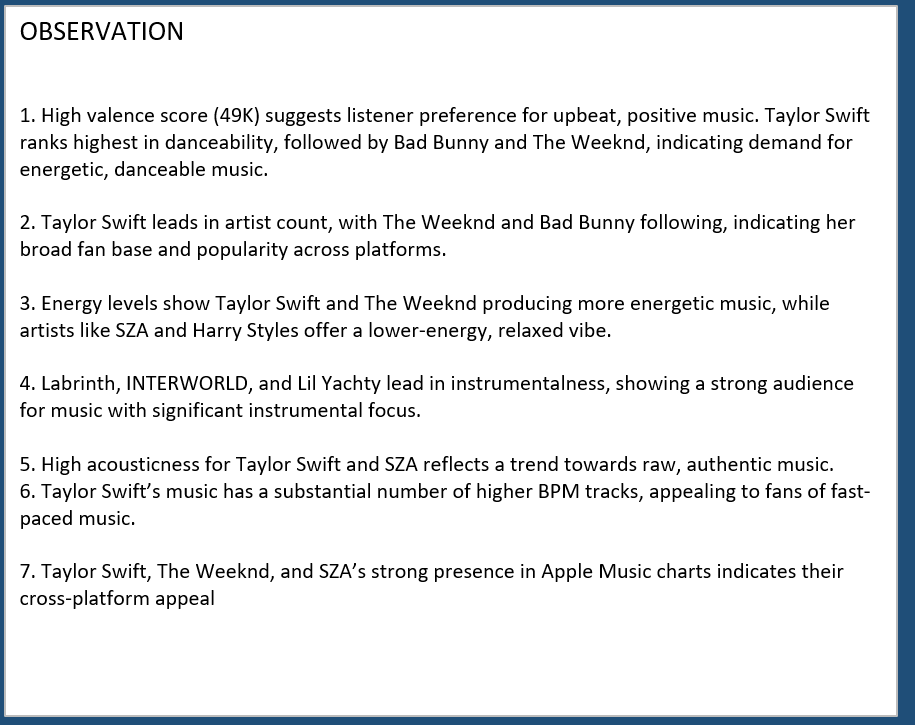 OBSERVATION
1. High valence score (49K) suggests listener preference for upbeat, positive music. Taylor Swift
ranks highest in danceability, followed by Bad Bunny and The Weeknd, indicating demand for
energetic, danceable music.
2. Taylor Swift leads in artist count, with The Weeknd and Bad Bunny following, indicating her
broad fan base and popularity across platforms.
3. Energy levels show Taylor Swift and The Weeknd producing more energetic music, while
artists like SZA and Harry Styles offer a lower-energy, relaxed vibe.
4. Labrinth, INTERWORLD, and Lil Yachty lead in instrumentalness, showing a strong audience
for music with significant instrumental focus.
5. High acousticness for Taylor Swift and SZA reflects a trend towards raw, authentic music.
6. Taylor Swift’s music has a substantial number of higher BPM tracks, appealing to fans of fast-
paced music.
7. Taylor Swift, The Weeknd, and SZA’s strong presence in Apple Music charts indicates their
cross-platform appeal